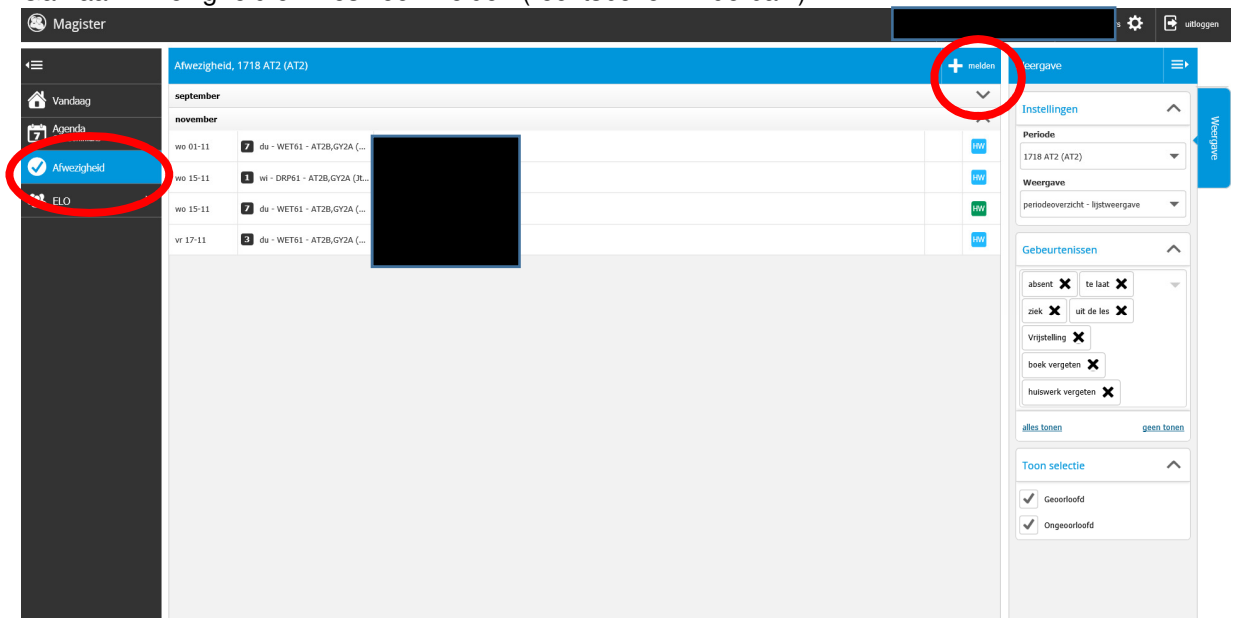 Magister
uitloggen
Afwezigheid, 1718 AT2 (AT2)
melden
Weergave
Vandaag
Agenda
Afwezigheid
ELO
september
november
wo 01-11 7 du - WET61 - AT2B,GY2A (... HW
wo 15-11 1 wi - DRP61 - AT2B,GY2A (Jt... HW
wo 15-11 7 du - WET61 - AT2B,GY2A (... HW
vr 17-11 3 du - WET61 - AT2B,GY2A (... HW
Instellingen
Periode
1718 AT2 (AT2)
Weergave
periodeoverzicht - lijstweergave
Gebeurtenissen
absent te laat
ziek uit de les
Vrijstelling
boek vergeten
huiswerk vergeten
alles tonen geen tonen
Toon selectie
Geoorloofd
Ongeoorloofd
Weergave